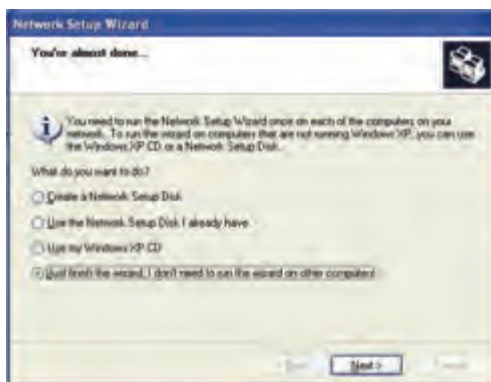 Network Setup Wizard
You're almost done...
You need to run the Network Setup Wizard once on each of the computers on your
network. To run the wizard on computers that are not running Windows XP, you can use
the Windows XP CD or a Network Setup Disk.
What do you want to do?
Create a Network Setup Disk
Use the Network Setup Disk I already have
Use my Windows XP CD
Just finish the wizard; I don't need to run the wizard on other computers
Next >